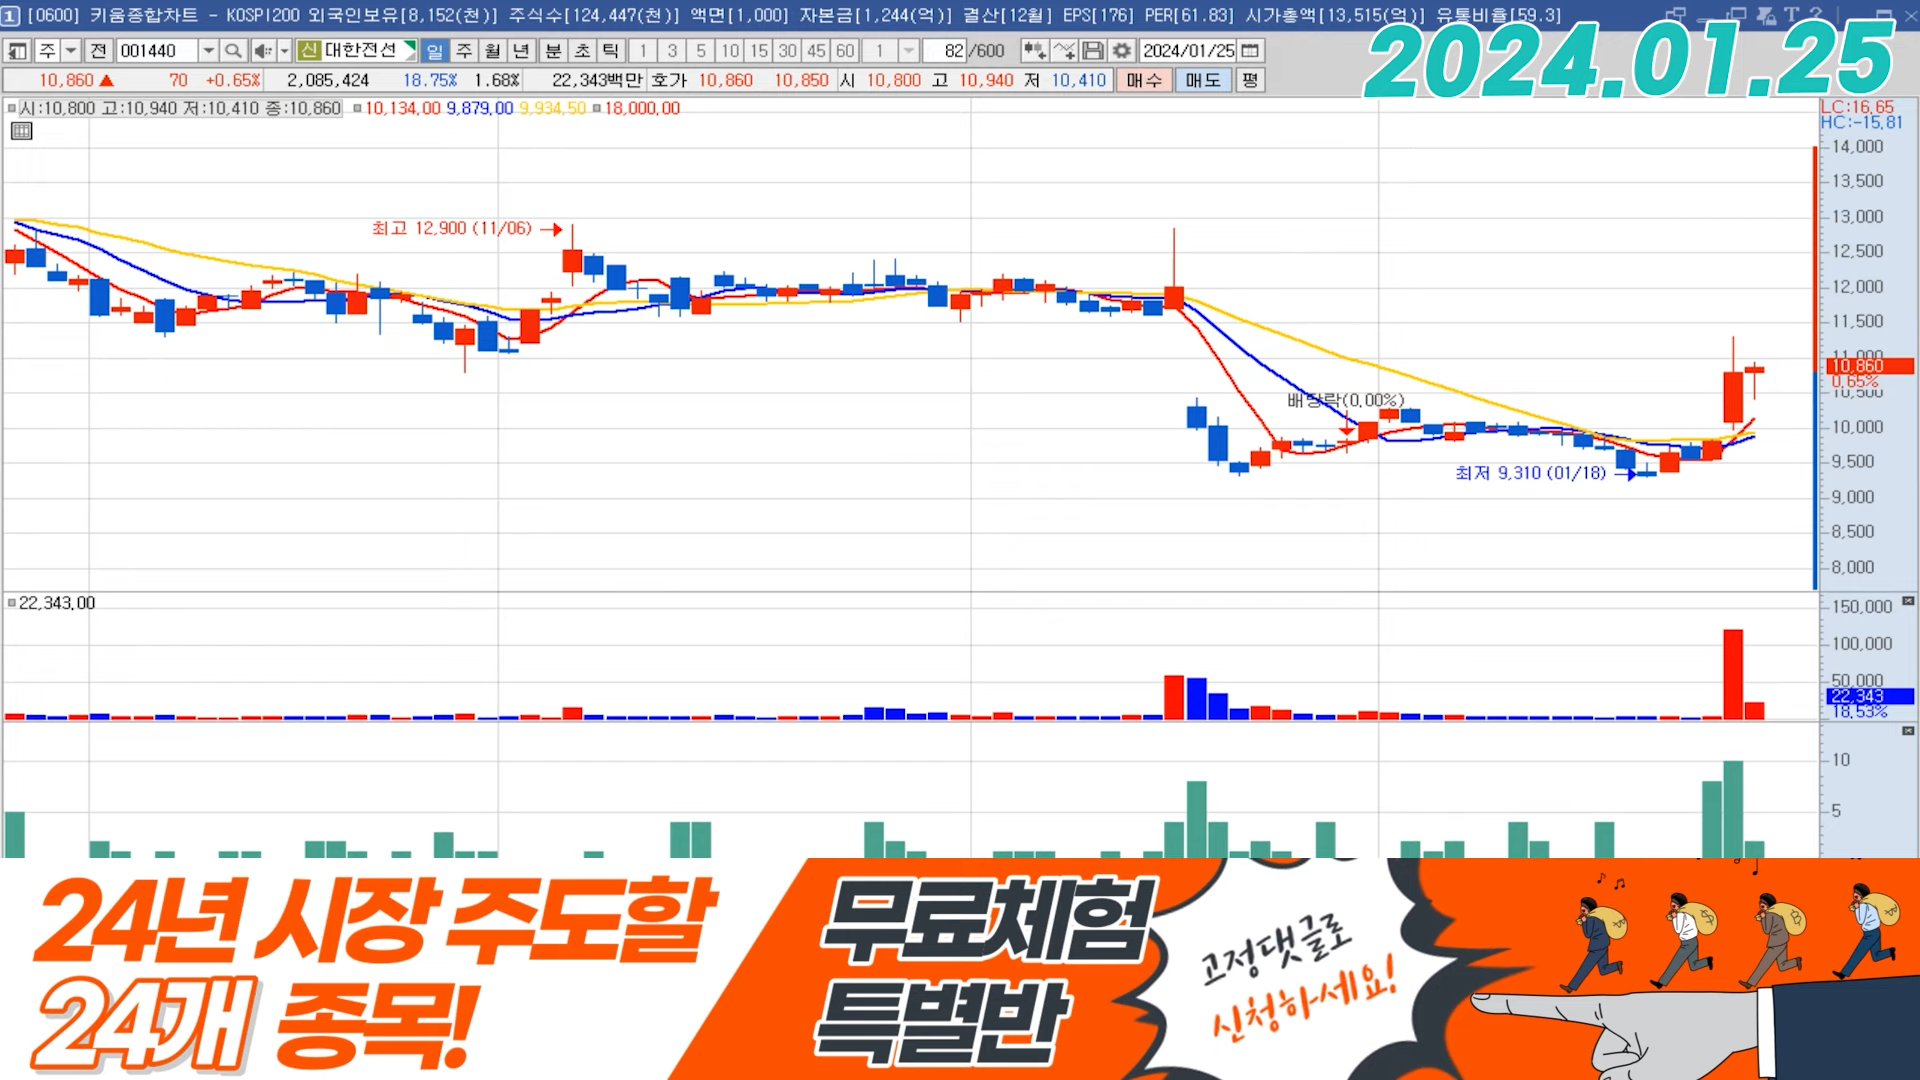 1 [0600] 키움종합차트 - KOSPI200 외국인보유[8,152(천)] 주식수[124,447(천)] 액면[1,000] 자본금[1,244(억)] 결산[12월] EPS[176] PER[61.83] 시가총액[13,515(억)] 유통비율[59.3]
2024.01.25
주 전 001440 신 대한전선 일 주 월 년 분 초 틱 1 3 5 10 15 30 45 60 1 82 /600 2024/01/25
10,860 ▲ 70 +0.65% 2,085,424 18.75% 1.68% 22,343백만 호가 10,860 10,850 시 10,800 고 10,940 저 10,410 매수 매도 평
시:10,800 고:10,940 저:10,410 종:10,860 10,134.00 9,879.00 9,934.50 18,000.00
LC:16.65
HC:-15.81
14,000
13,500
13,000
최고 12,900 (11/06)
12,500
12,000
11,500
11,000
10,860
0.65%
10,500
배당락(0.00%)
10,000
9,500
최저 9,310 (01/18)
9,000
8,500
8,000
22,343.00
150,000
100,000
50,000
22,343
18.53%
10
5
24년 시장 주도할
24개 종목!
무료체험
특별반
고정댓글로
신청하세요!